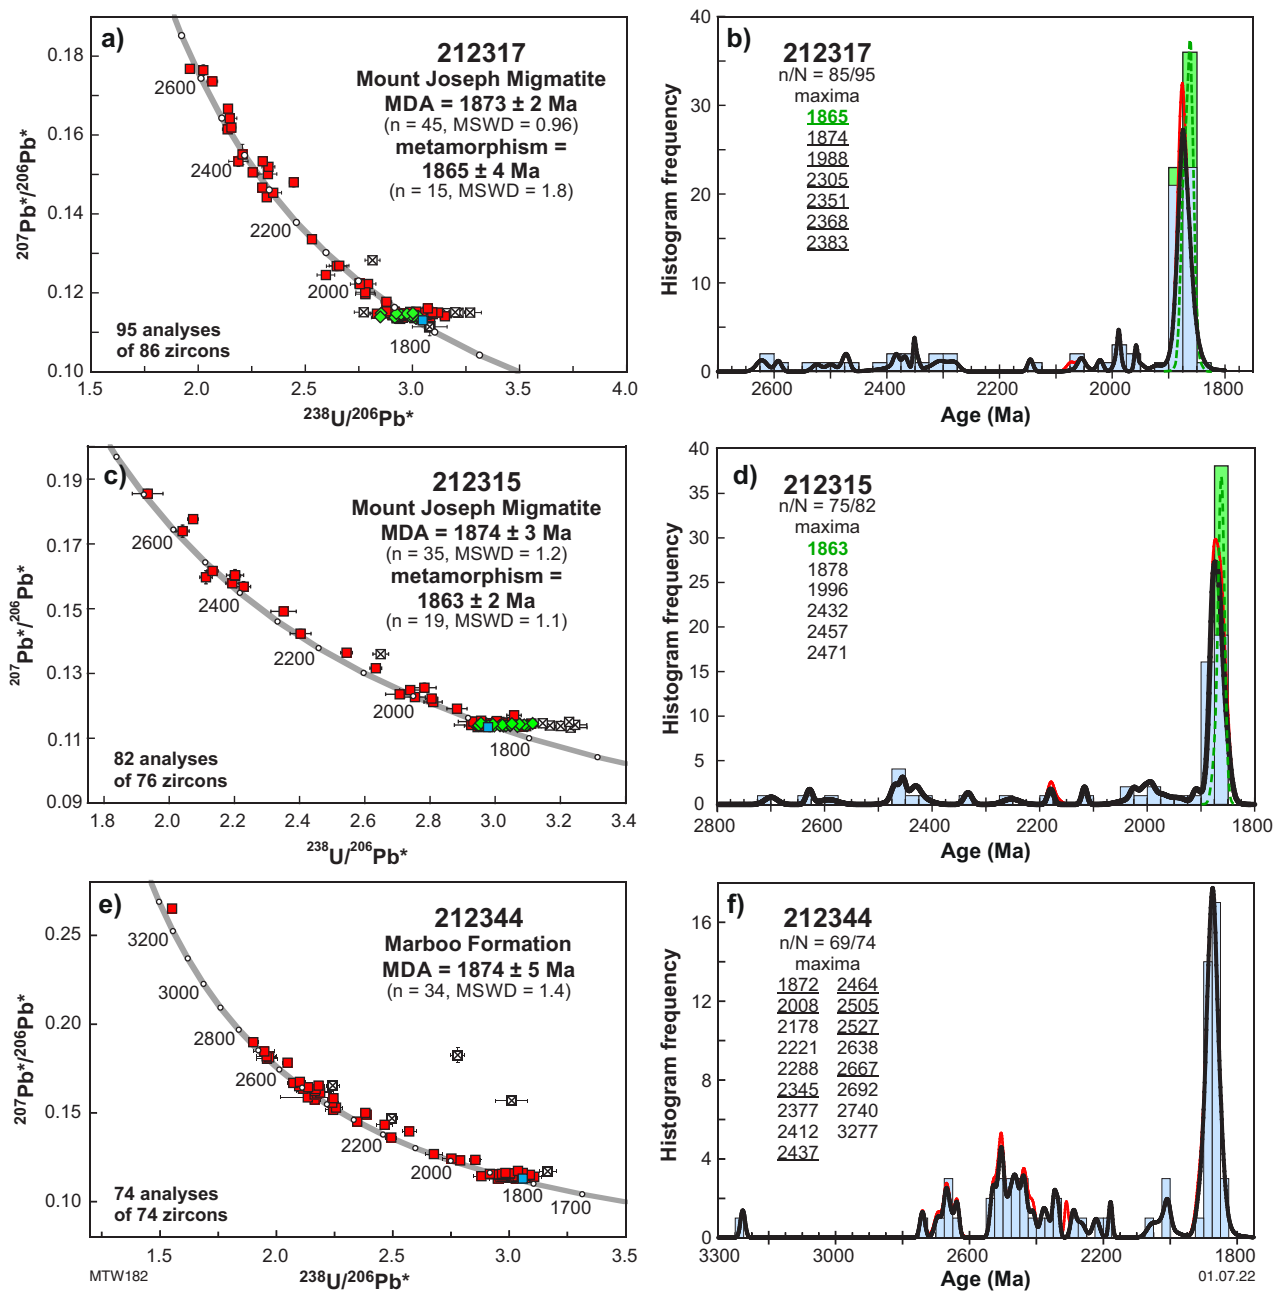 a)
212317
Mount Joseph Migmatite
MDA = 1873 ± 2 Ma
(n = 45, MSWD = 0.96)
metamorphism =
1865 ± 4 Ma
(n = 15, MSWD = 1.8)
0.18
0.16
0.14
0.12
0.10
207Pb*/206Pb*
2600
2400
2200
2000
1800
95 analyses
of 86 zircons
1.5 2.0 2.5 3.0 3.5 4.0
238U/206Pb*
b)
212317
n/N = 85/95
maxima
1865
1874
1988
2305
2351
2368
2383
40
30
20
10
0
Histogram frequency
2600 2400 2200 2000 1800
Age (Ma)
c)
212315
Mount Joseph Migmatite
MDA = 1874 ± 3 Ma
(n = 35, MSWD = 1.2)
metamorphism =
1863 ± 2 Ma
(n = 19, MSWD = 1.1)
0.19
0.17
0.15
0.13
0.11
0.09
207Pb*/206Pb*
2600
2400
2200
2000
1800
82 analyses
of 76 zircons
1.8 2.0 2.2 2.4 2.6 2.8 3.0 3.2 3.4
238U/206Pb*
d)
212315
n/N = 75/82
maxima
1863
1878
1996
2432
2457
2471
40
35
30
25
20
15
10
5
0
Histogram frequency
2800 2600 2400 2200 2000 1800
Age (Ma)
e)
212344
Marboo Formation
MDA = 1874 ± 5 Ma
(n = 34, MSWD = 1.4)
0.25
0.20
0.15
0.10
207Pb*/206Pb*
3200
3000
2800
2600
2200
2000
1800
1700
74 analyses
of 74 zircons
1.5 2.0 2.5 3.0 3.5
238U/206Pb*
MTW182
f)
212344
n/N = 69/74
maxima
1872 2464
2008 2505
2178 2527
2221 2638
2288 2667
2345 2692
2377 2740
2412 3277
2437
16
12
8
4
0
Histogram frequency
3300 3000 2600 2200 1800
Age (Ma)
01.07.22